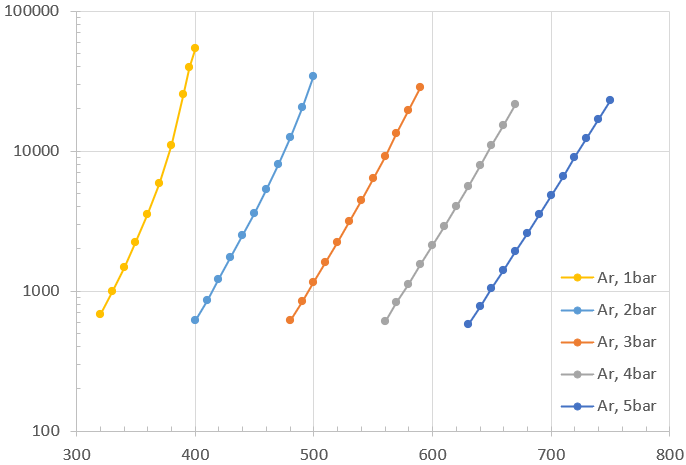 100000
10000
1000
100
300 400 500 600 700 800
Ar, 1bar
Ar, 2bar
Ar, 3bar
Ar, 4bar
Ar, 5bar